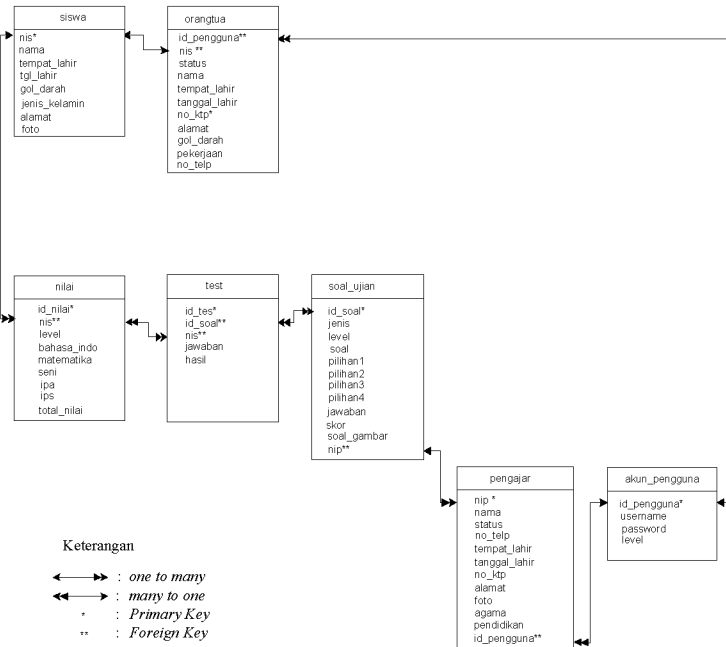 siswa
nis*
nama
tempat_lahir
tgl_lahir
gol_darah
jenis_kelamin
alamat
foto
orangtua
id_pengguna**
nis **
status
nama
tempat_lahir
tanggal_lahir
no_ktp*
alamat
gol_darah
pekerjaan
no_telp
nilai
id_nilai*
nis**
level
bahasa_indo
matematika
seni
ipa
ips
total_nilai
test
id_tes*
id_soal**
nis**
jawaban
hasil
soal_ujian
id_soal*
jenis
level
soal
pilihan1
pilihan2
pilihan3
pilihan4
jawaban
skor
soal_gambar
nip**
pengajar
nip *
nama
status
no_telp
tempat_lahir
tanggal_lahir
no_ktp
alamat
foto
agama
pendidikan
id_pengguna**
akun_pengguna
id_pengguna*
username
password
level
Keterangan
: one to many
: many to one
* : Primary Key
** : Foreign Key